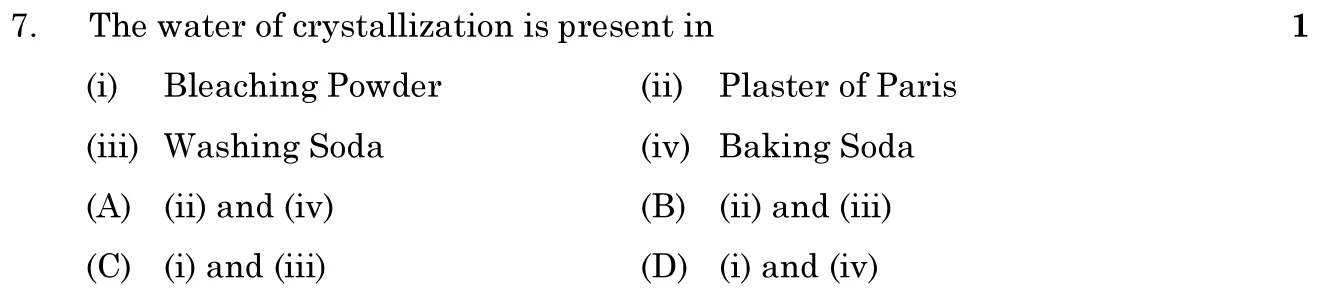 7. The water of crystallization is present in 1
(i) Bleaching Powder (ii) Plaster of Paris
(iii) Washing Soda (iv) Baking Soda
(A) (ii) and (iv) (B) (ii) and (iii)
(C) (i) and (iii) (D) (i) and (iv)